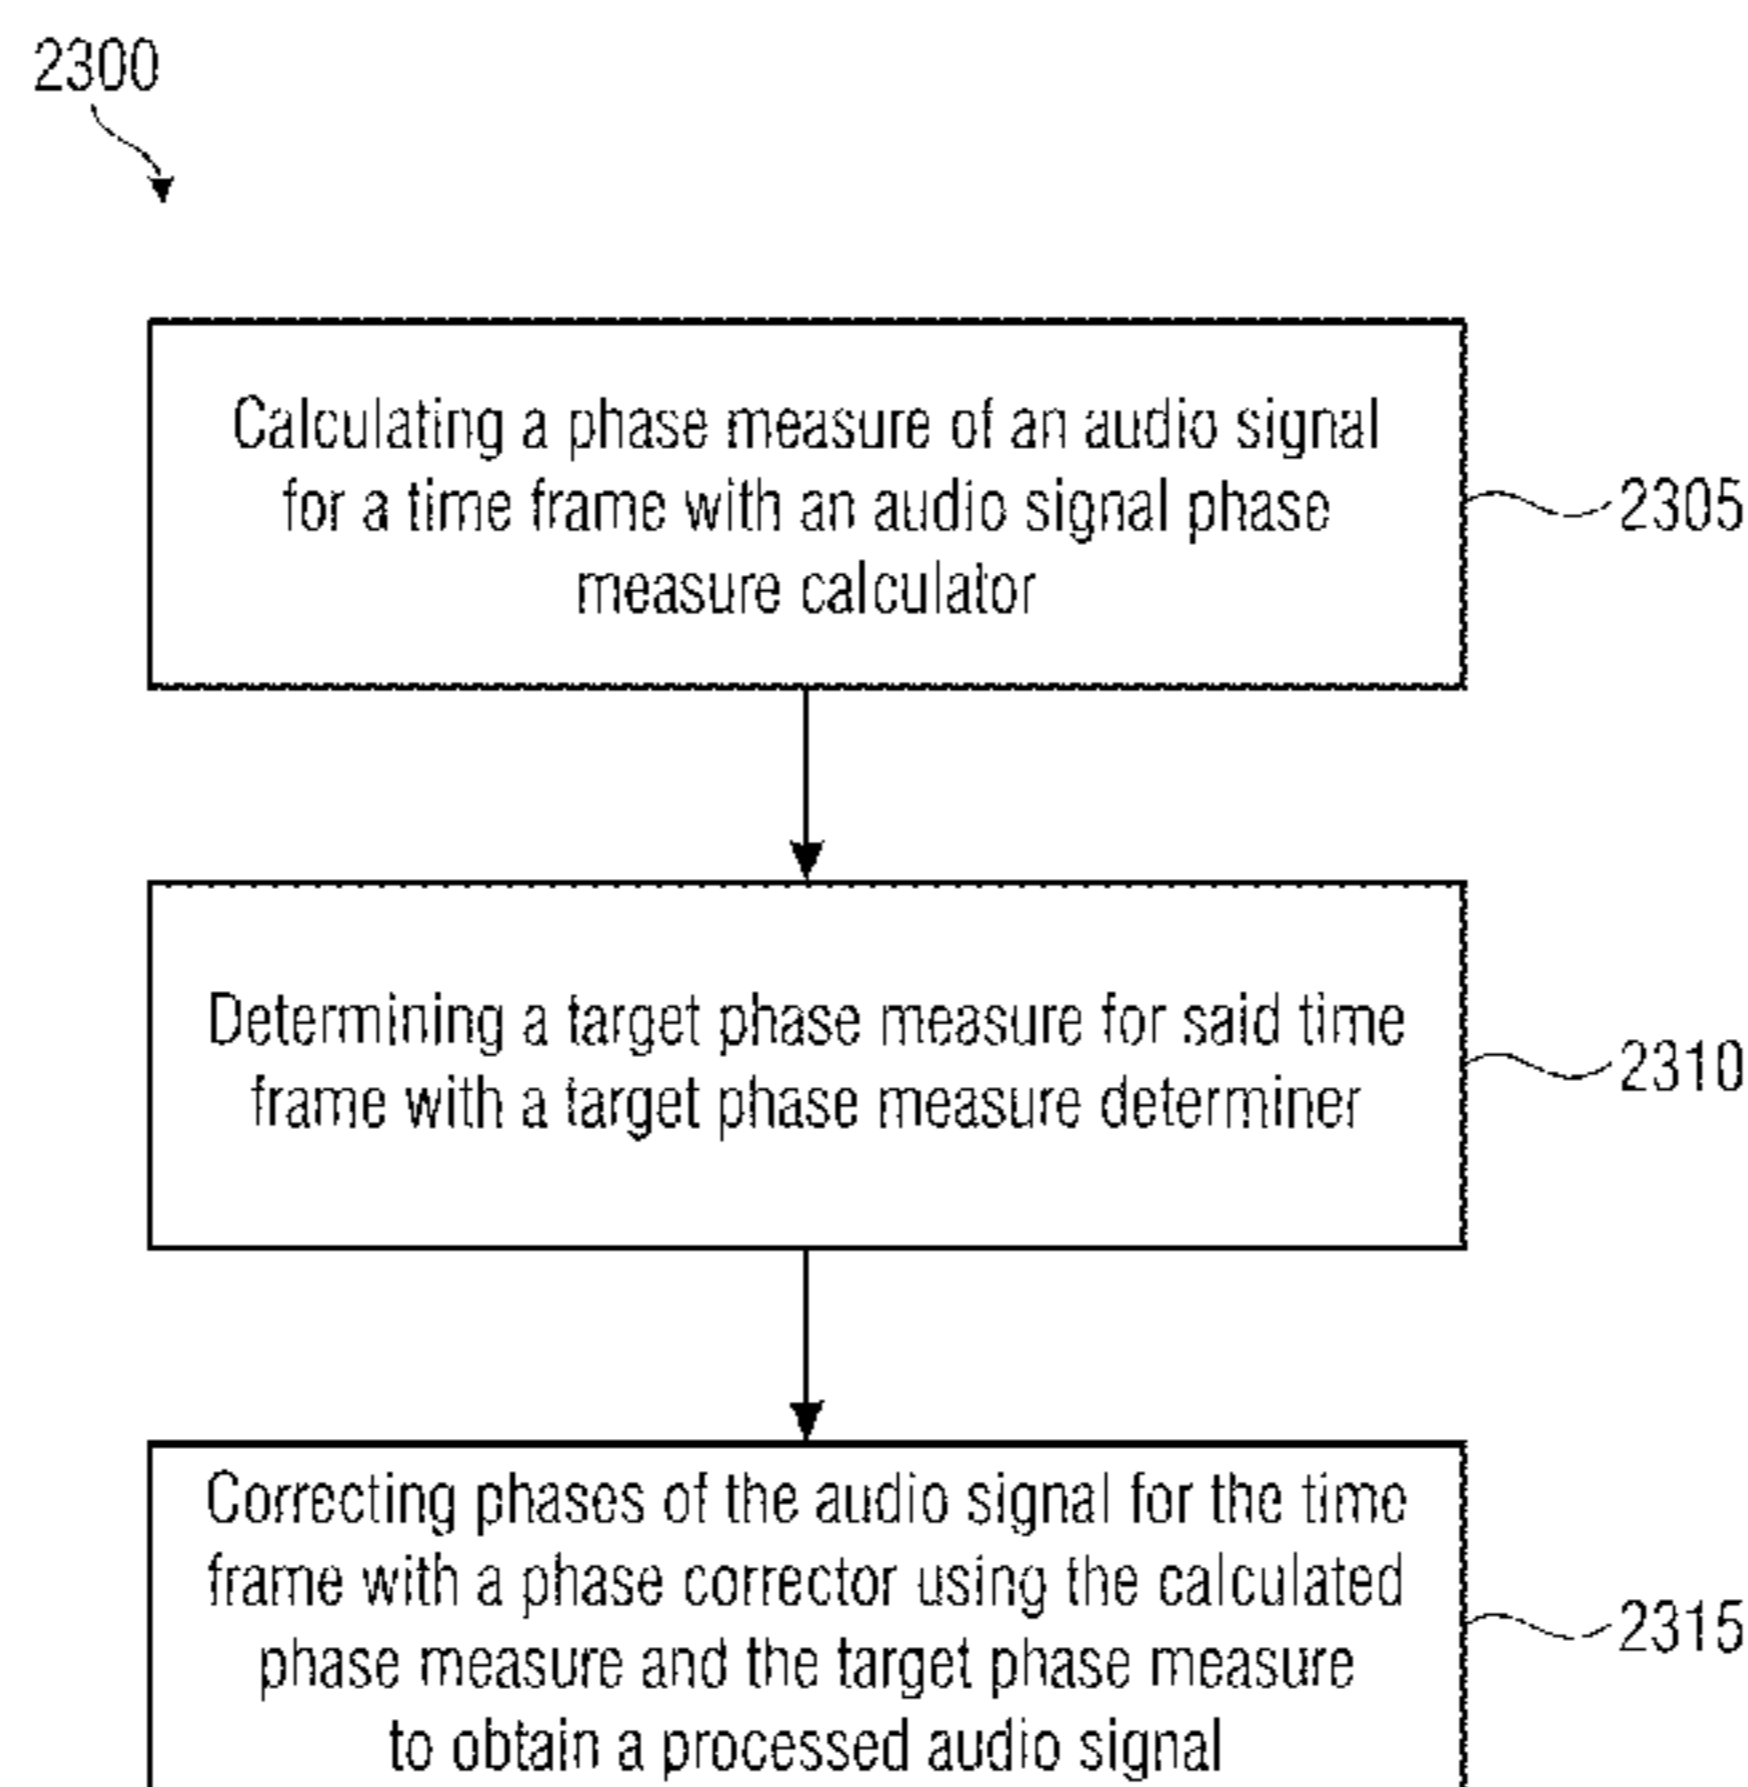 2300
Calculating a phase measure of an audio signal
for a time frame with an audio signal phase
measure calculator
2305
Determining a target phase measure for said time
frame with a target phase measure determiner
2310
Correcting phases of the audio signal for the time
frame with a phase corrector using the calculated
phase measure and the target phase measure
to obtain a processed audio signal
2315